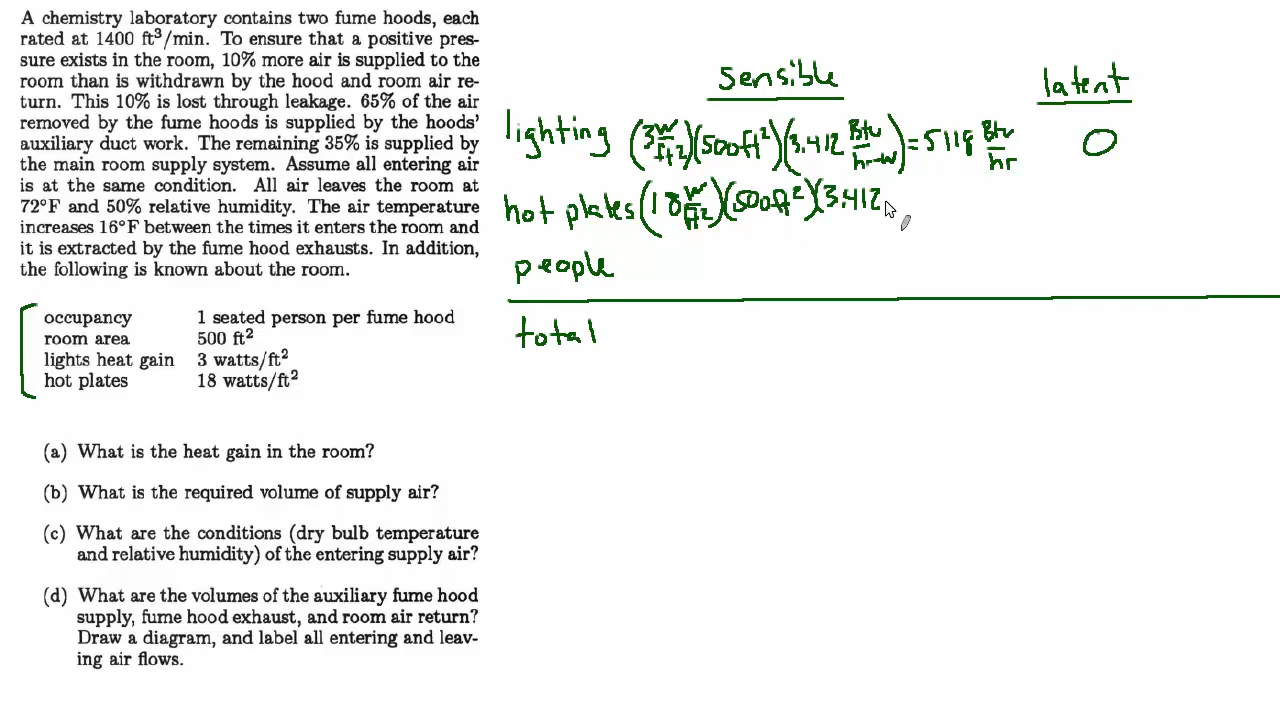 A chemistry laboratory contains two fume hoods, each
rated at 1400 ft³/min. To ensure that a positive pres-
sure exists in the room, 10% more air is supplied to the
room than is withdrawn by the hood and room air re-
turn. This 10% is lost through leakage. 65% of the air
removed by the fume hoods is supplied by the hoods'
auxiliary duct work. The remaining 35% is supplied by
the main room supply system. Assume all entering air
is at the same condition. All air leaves the room at
72°F and 50% relative humidity. The air temperature
increases 16°F between the times it enters the room and
it is extracted by the fume hood exhausts. In addition,
the following is known about the room.
occupancy 1 seated person per fume hood
room area 500 ft²
lights heat gain 3 watts/ft²
hot plates 18 watts/ft²
(a) What is the heat gain in the room?
(b) What is the required volume of supply air?
(c) What are the conditions (dry bulb temperature
and relative humidity) of the entering supply air?
(d) What are the volumes of the auxiliary fume hood
supply, fume hood exhaust, and room air return?
Draw a diagram, and label all entering and leav-
ing air flows.
sensible latent
lighting (3 W/ft²)(500ft²)(3.412 Btu/hr-W) = 5118 Btu/hr 0
hot plates (18 W/ft²)(500ft²)(3.412
people
total